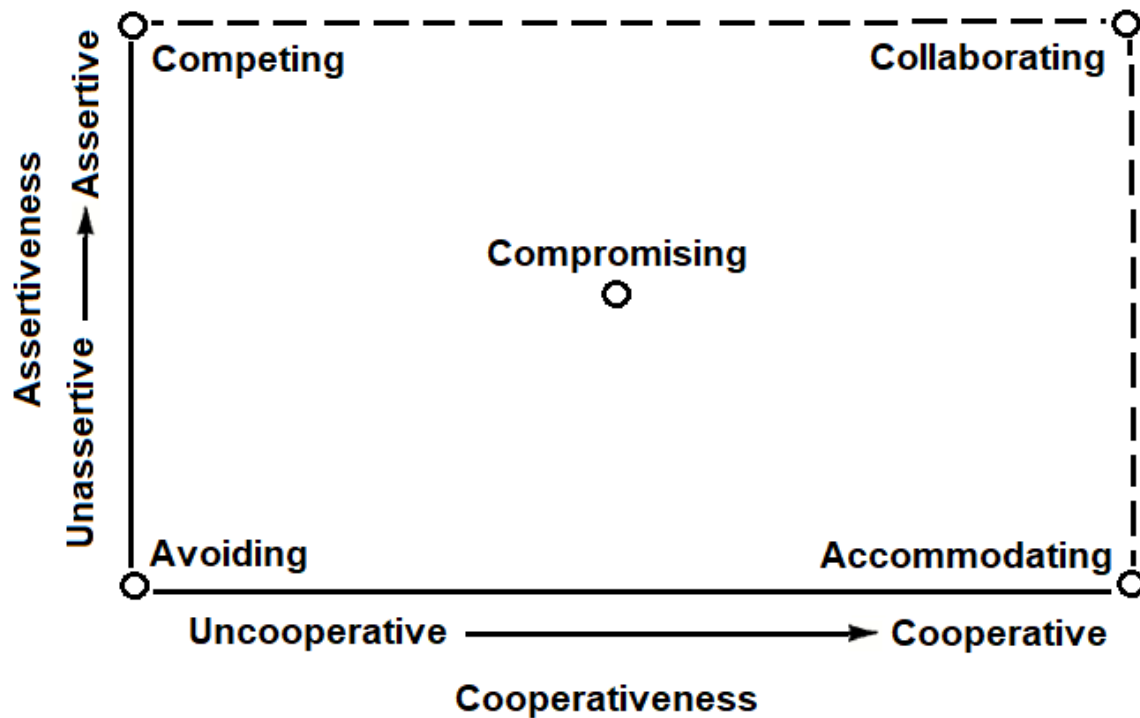 Competing
Collaborating
Compromising
Avoiding
Accommodating
Assertiveness
Unassertive
Assertive
Uncooperative
Cooperative
Cooperativeness